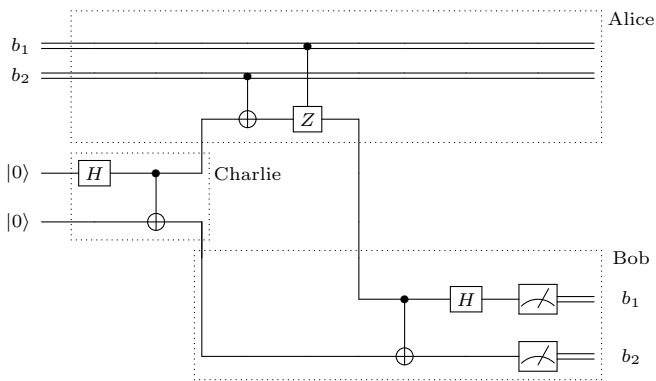 Alice
b₁
b₂
Z
|0⟩ H Charlie
|0⟩
Bob
H b₁
b₂